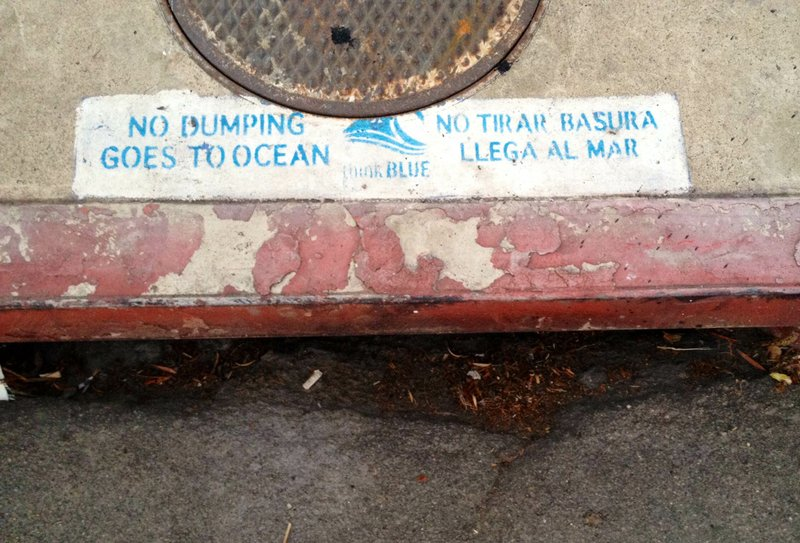 NO DUMPING
GOES TO OCEAN
think BLUE
NO TIRAR BASURA
LLEGA AL MAR